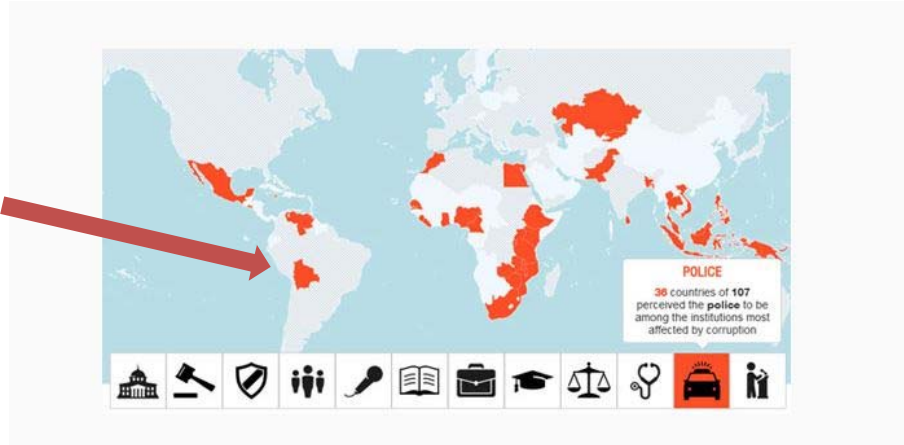 POLICE
36 countries of 107
perceived the police to be
among the institutions most
affected by corruption